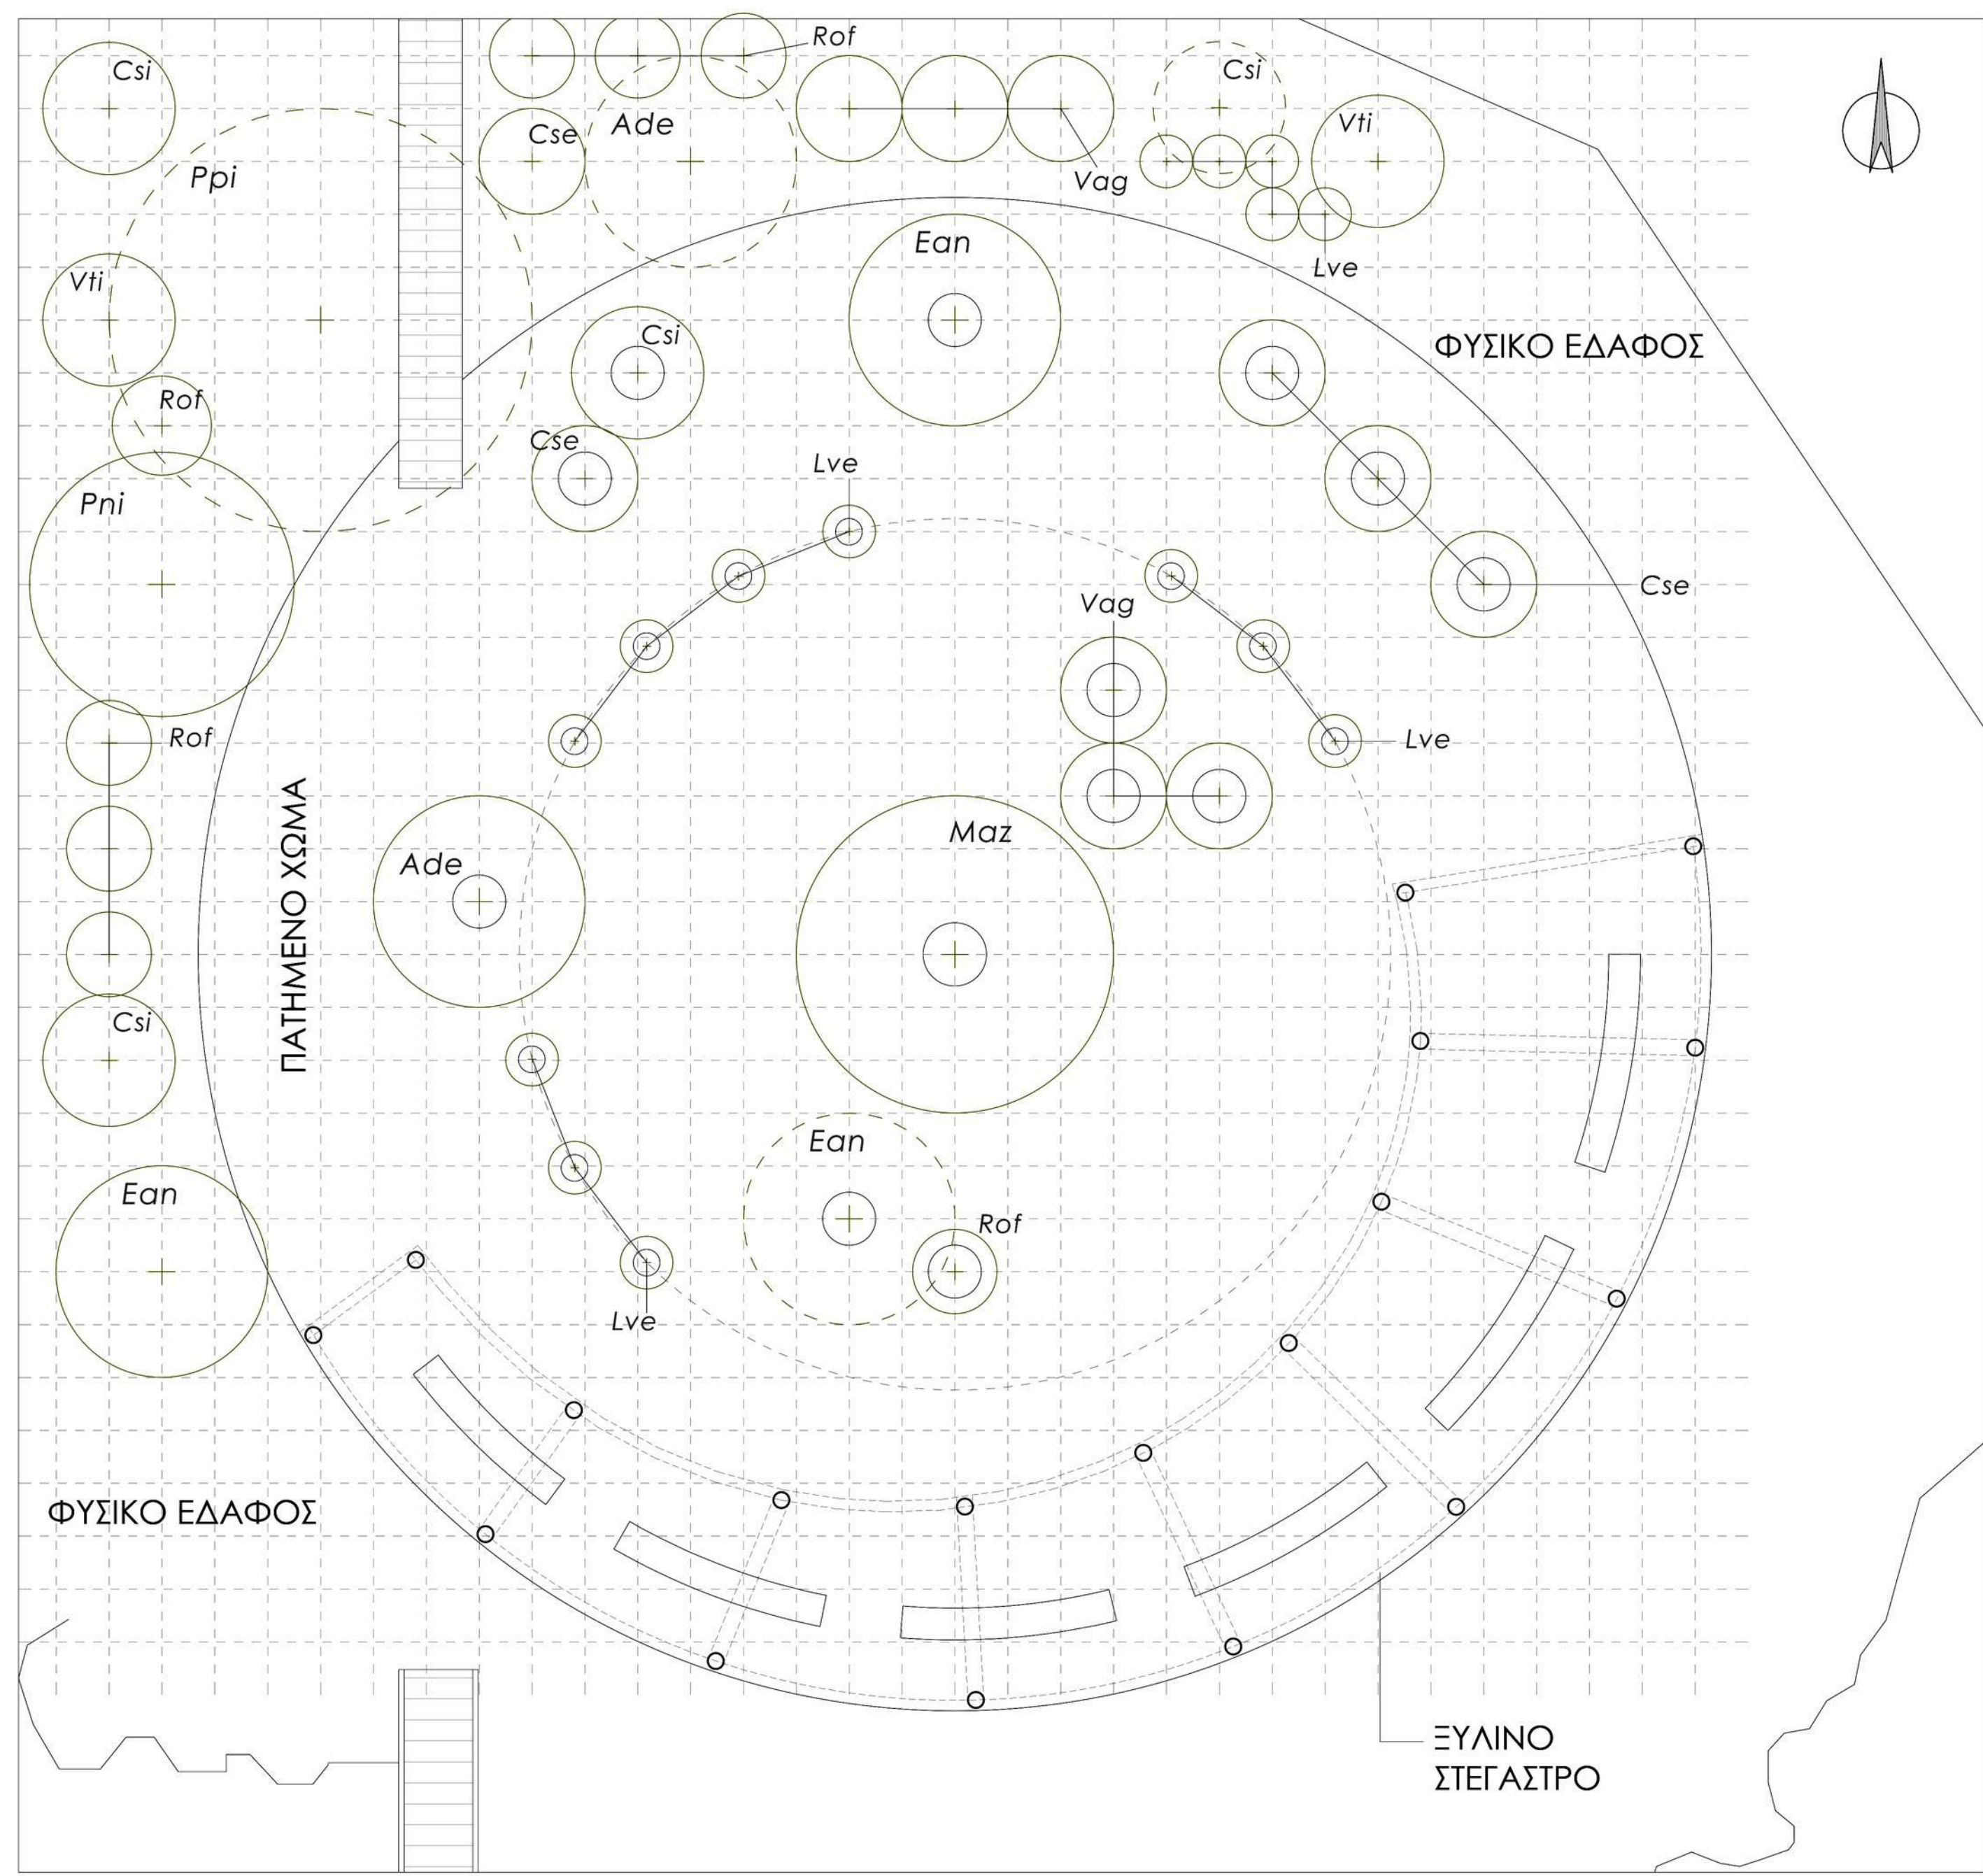 Rof
Csi
Csi
Ade
Vti
Cse
Ppi
Vag
Ean
Lve
Vti
Csi
ΦΥΣΙΚΟ ΕΔΑΦΟΣ
Rof
Cse
Lve
Pni
Cse
Vag
Rof
Lve
ΠΑΤΗΜΕΝΟ ΧΩΜΑ
Maz
Ade
Csi
Ean
Ean
Rof
Lve
ΦΥΣΙΚΟ ΕΔΑΦΟΣ
ΞΥΛΙΝΟ
ΣΤΕΓΑΣΤΡΟ